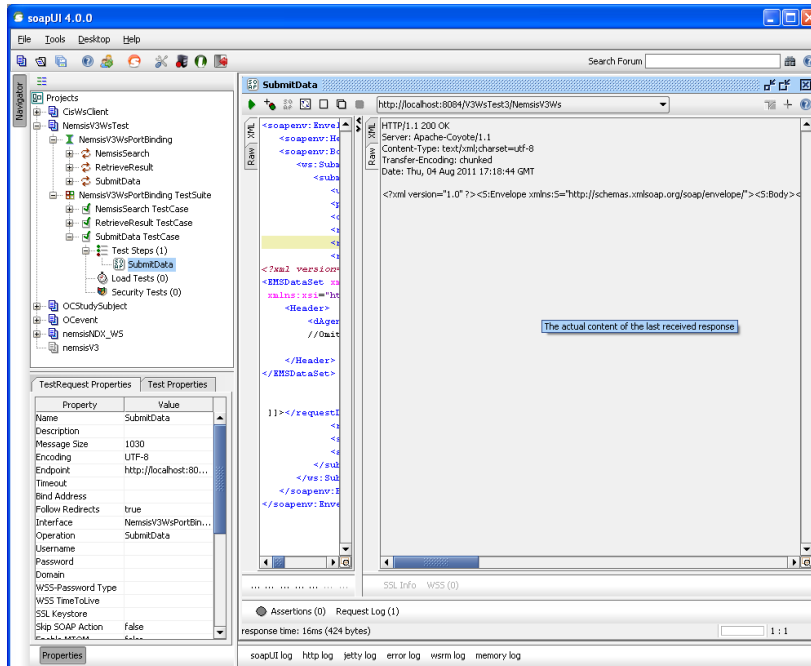 soapUI 4.0.0
File Tools Desktop Help
Search Forum
Navigator
Projects
CisWsClient
NemsisV3WsTest
NemsisV3WsPortBinding
NemsisSearch
RetrieveResult
SubmitData
NemsisV3WsPortBinding TestSuite
NemsisSearch TestCase
RetrieveResult TestCase
SubmitData TestCase
Test Steps (1)
SubmitData
Load Tests (0)
Security Tests (0)
OCStudySubject
OCevent
nemsisNDX_WS
nemsisV3
TestRequest Properties Test Properties
Property Value
Name SubmitData
Description
Message Size 1030
Encoding UTF-8
Endpoint http://localhost:80...
Timeout
Bind Address
Follow Redirects true
Interface NemsisV3WsPortBin...
Operation SubmitData
Username
Password
Domain
WSS-Password Type
WSS TimeToLive
SSL Keystore
Skip SOAP Action false
Enable MTOM false
Properties
SubmitData
http://localhost:8084/V3WsTest3/NemsisV3Ws
XML
Raw
<soapenv:Envel
<soapenv:He
<soapenv:Bo
<ws:Subm
<subm
<u
<p
<o
<r
<r
<r
<?xml version=
<EMSDataSet xm
xmlns:xsi="ht
<Header>
<dAger
//Omit
</Header>
</EMSDataSet>
]]></requestD
<s
<s
<s
</sub
</ws:Sub
</soapenv:B
</soapenv:Enve
XML
Raw
HTTP/1.1 200 OK
Server: Apache-Coyote/1.1
Content-Type: text/xml;charset=utf-8
Transfer-Encoding: chunked
Date: Thu, 04 Aug 2011 17:18:44 GMT
<?xml version="1.0" ?><S:Envelope xmlns:S="http://schemas.xmlsoap.org/soap/envelope/"><S:Body><
The actual content of the last received response
... ... ... ... ... ... ...
SSL Info WSS (0)
Assertions (0) Request Log (1)
response time: 16ms (424 bytes)
1 : 1
soapUI log http log jetty log error log wsrm log memory log